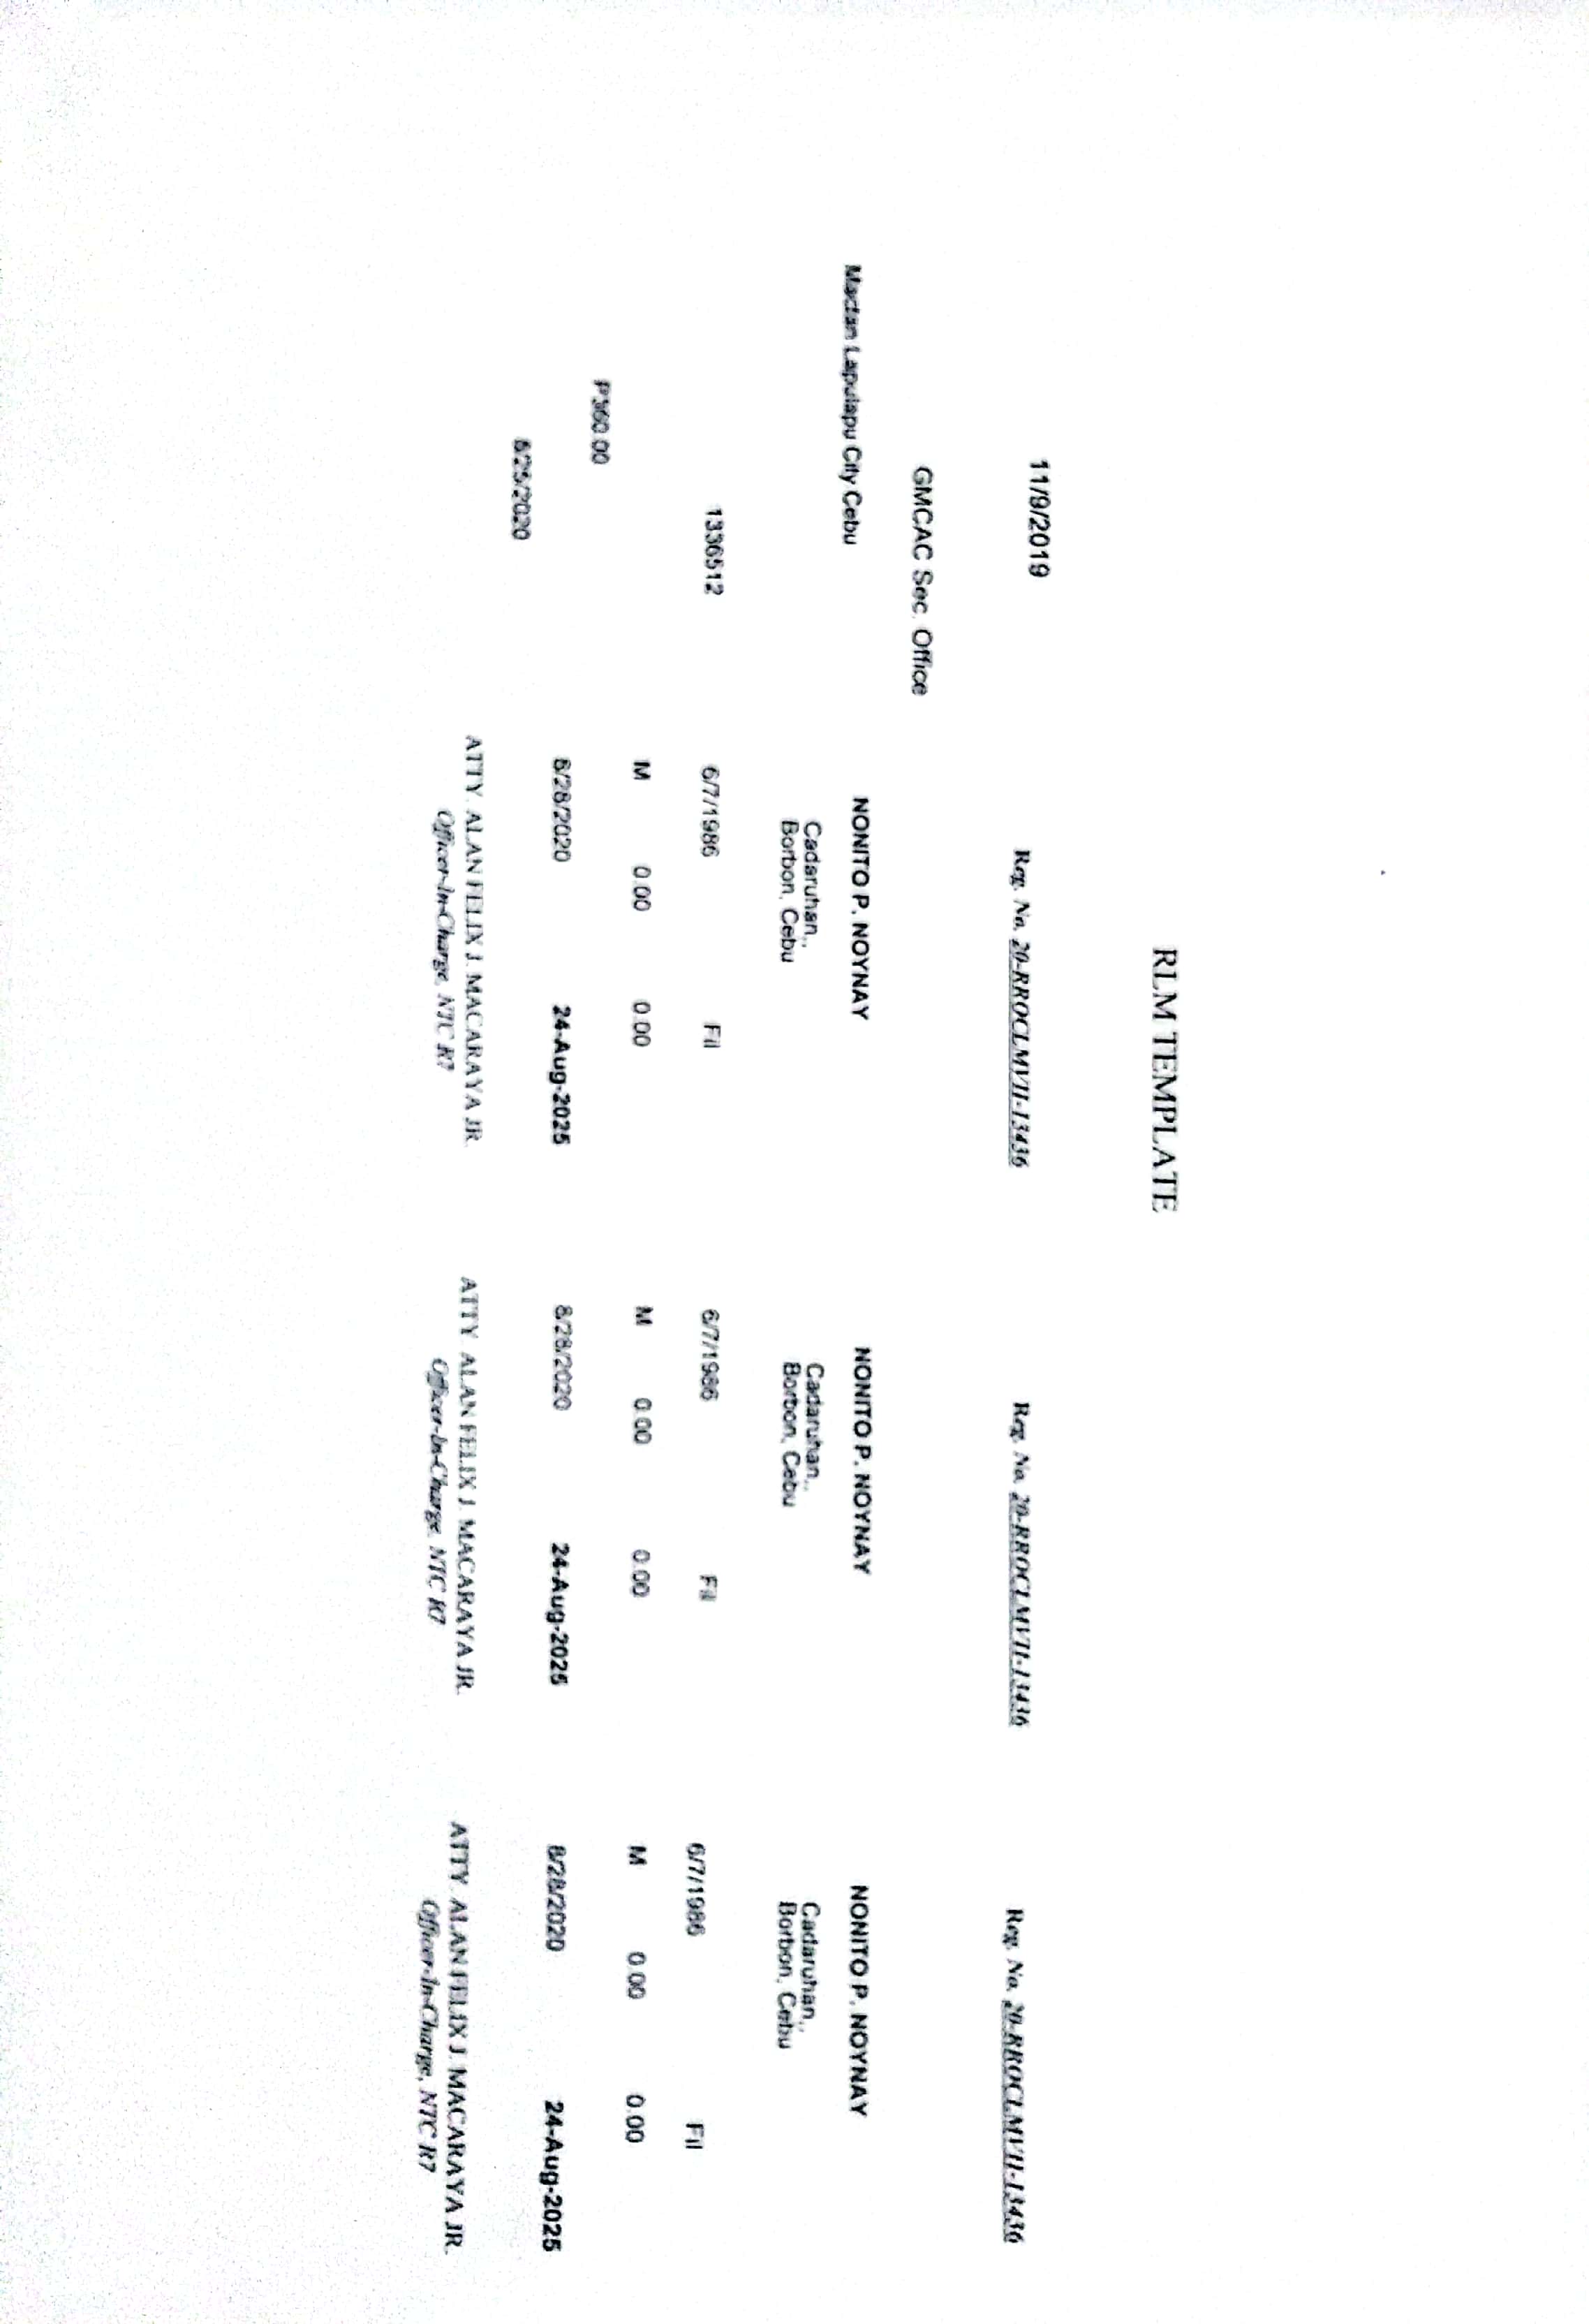 RLM TEMPLATE
11/9/2019
Reg. No. 20-RROCLMVII-13436 Reg. No. 20-RROCLMVII-13436 Reg. No. 20-RROCLMVII-13436
GMCAC Sec. Office
Mactan Lapulapu City Cebu
NONITO P. NOYNAY NONITO P. NOYNAY NONITO P. NOYNAY
Cadaruhan,, Cadaruhan,, Cadaruhan,,
Borbon, Cebu Borbon, Cebu Borbon, Cebu
1336512 6/7/1986 Fil 6/7/1986 Fil 6/7/1986 Fil
M 0.00 0.00 M 0.00 0.00 M 0.00 0.00
P360.00
8/28/2020 24-Aug-2025 8/28/2020 24-Aug-2025 8/28/2020 24-Aug-2025
8/25/2020
ATTY. ALAN FELIX J. MACARAYA JR. ATTY. ALAN FELIX J. MACARAYA JR. ATTY. ALAN FELIX J. MACARAYA JR.
Officer-In-Charge, NTC R7 Officer-In-Charge, NTC R7 Officer-In-Charge, NTC R7